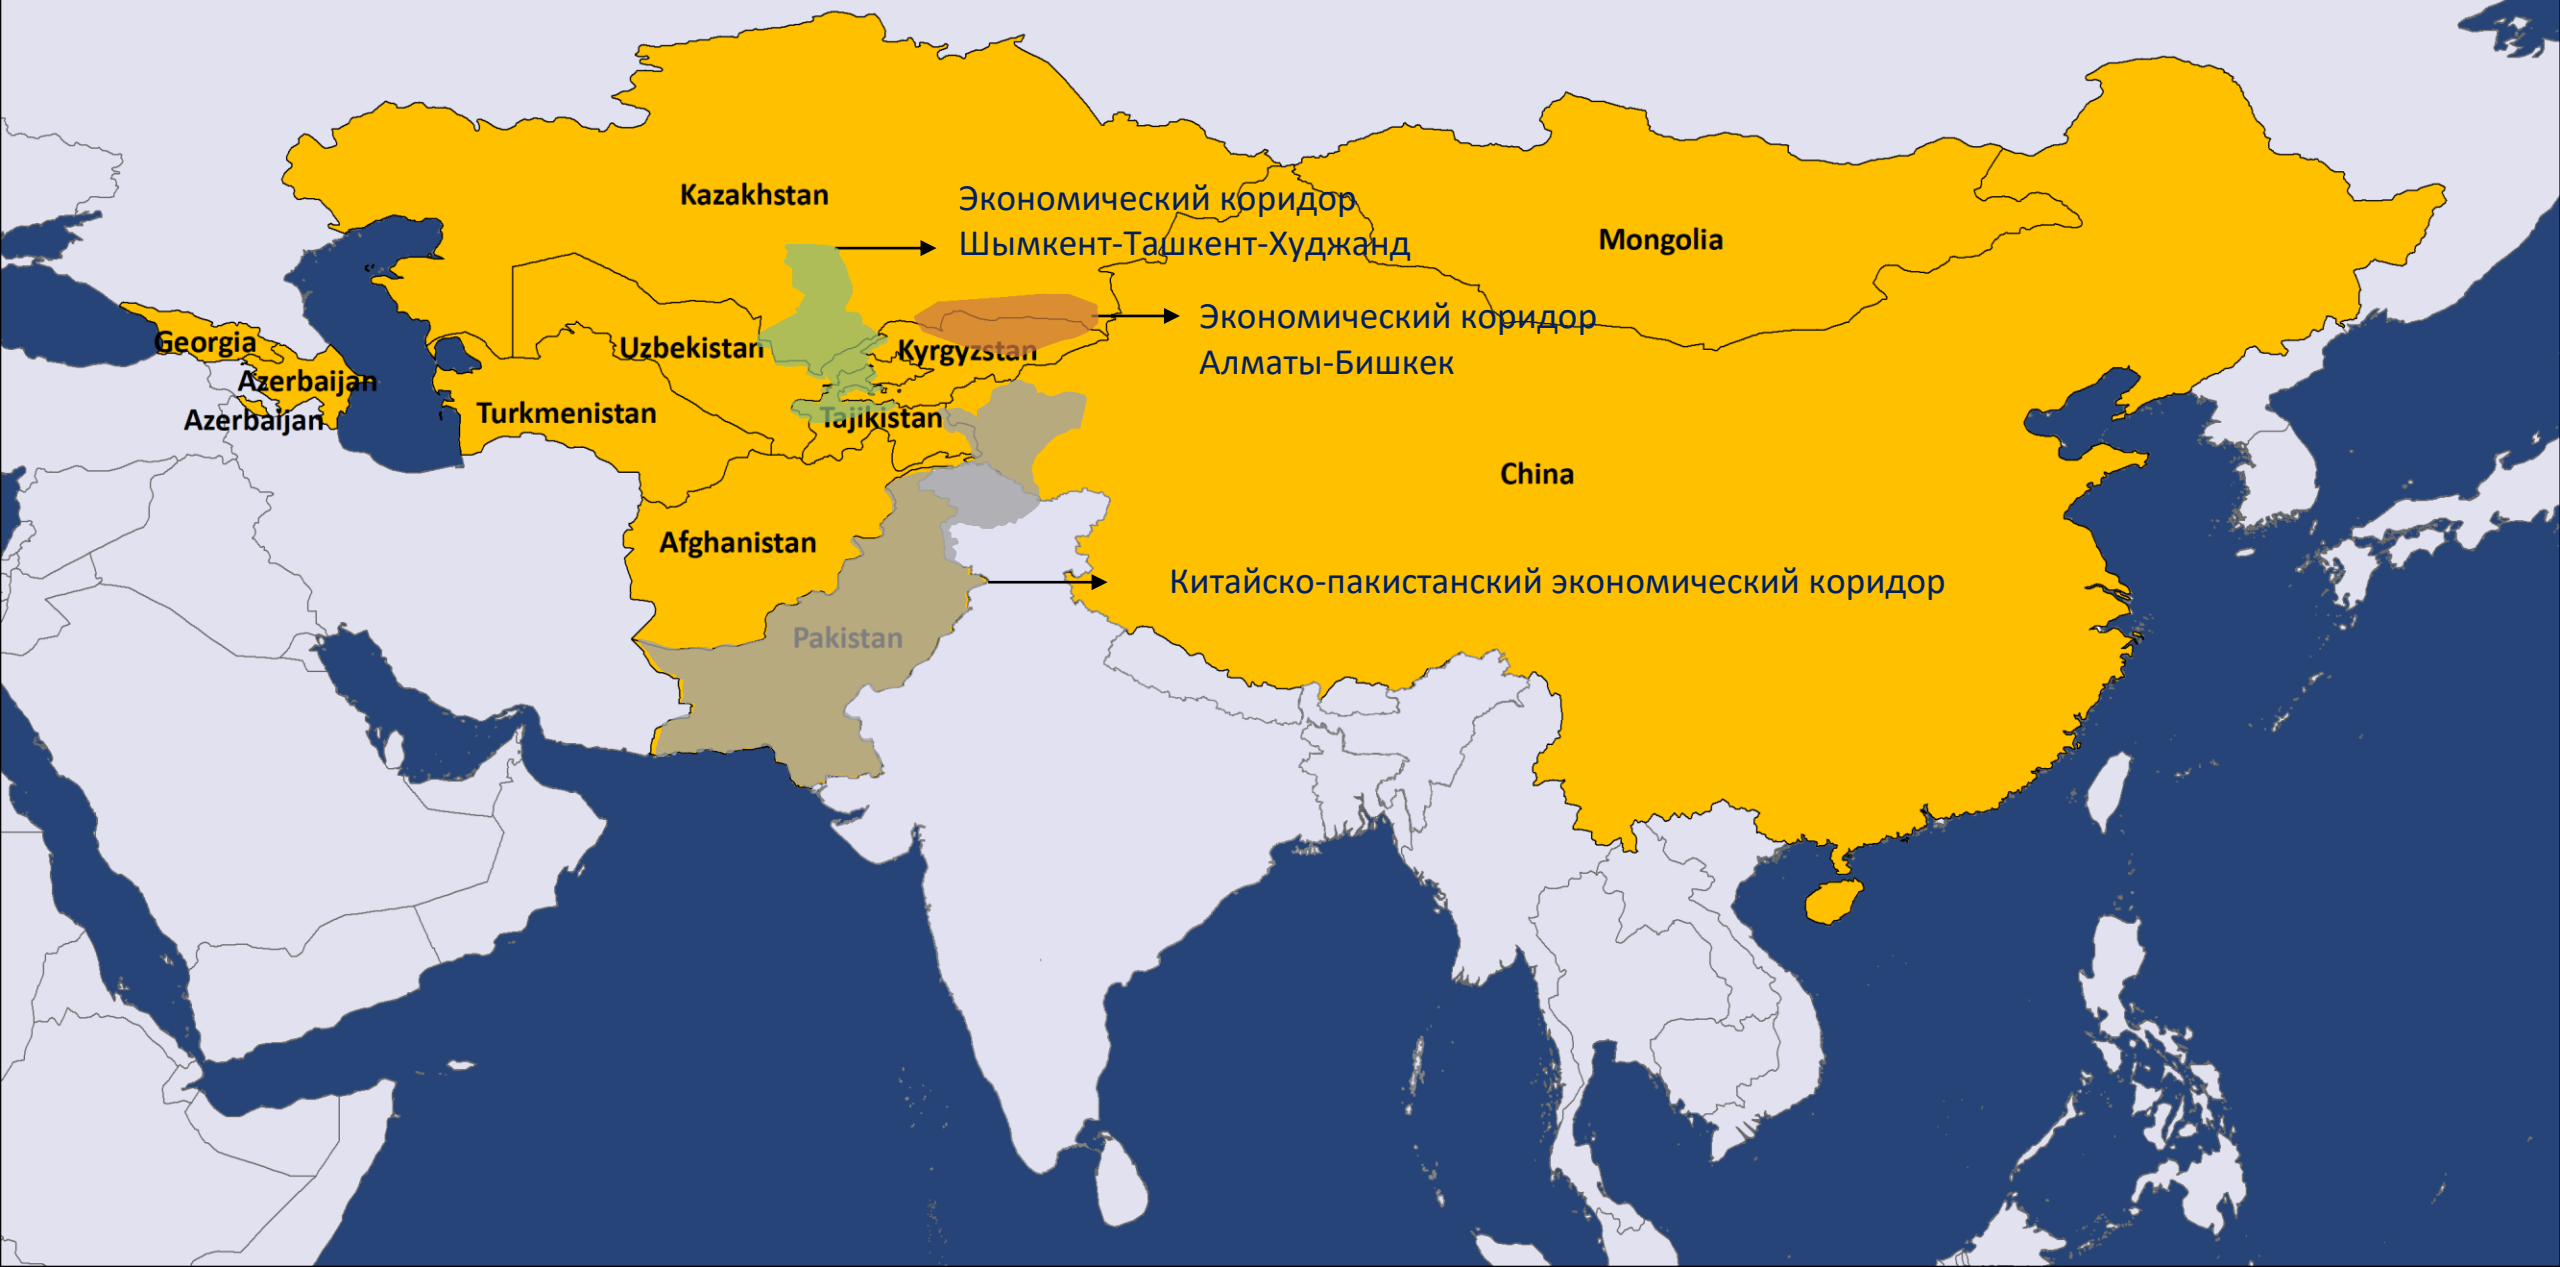 Kazakhstan
Экономический коридор
Шымкент-Ташкент-Худжанд
Mongolia
Экономический коридор
Алматы-Бишкек
Georgia
Uzbekistan
Kyrgyzstan
Azerbaijan
Azerbaijan
Turkmenistan
Tajikistan
China
Afghanistan
Китайско-пакистанский экономический коридор
Pakistan